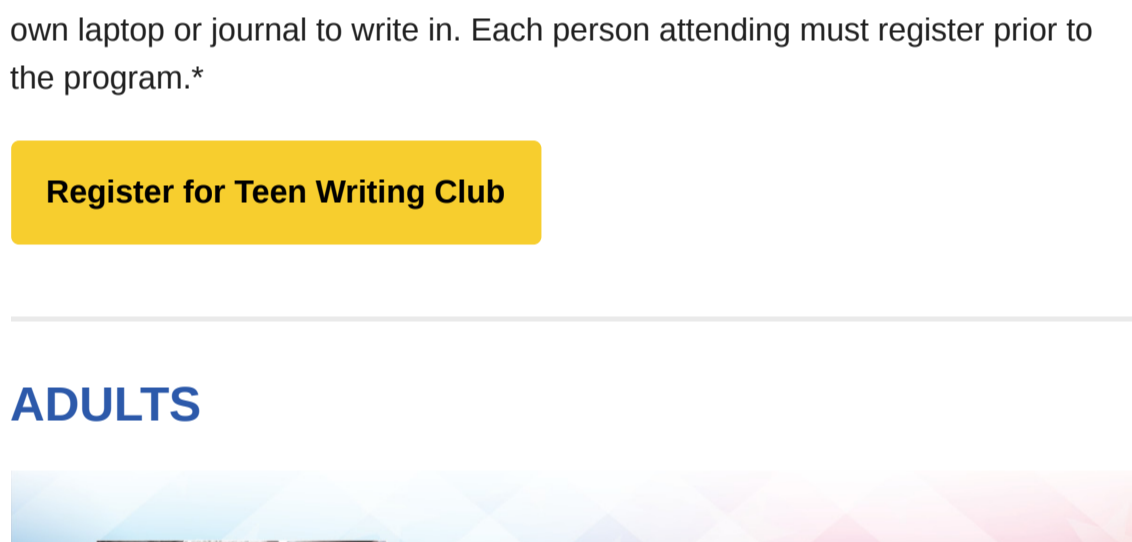 own laptop or journal to write in. Each person attending must register prior to
the program.*
Register for Teen Writing Club
ADULTS